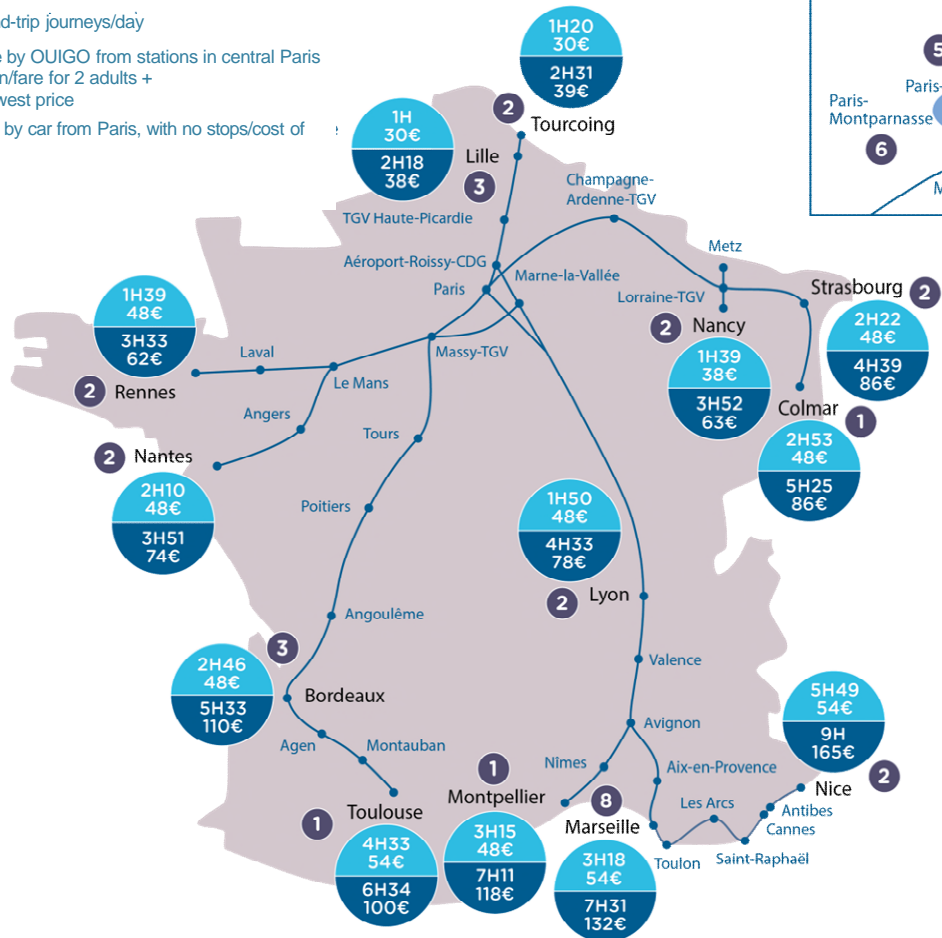 d-trip journeys/day
by OUIGO from stations in central Paris
n/fare for 2 adults +
west price
by car from Paris, with no stops/cost of
1H20
30€
2H31
39€
2
Tourcoing
1H
30€
2H18
38€
Lille
3
5
Paris-
Paris-
Montparnasse
6
M
Champagne-
Ardenne-TGV
TGV Haute-Picardie
Metz
Aéroport-Roissy-CDG
Marne-la-Vallée
Paris
Lorraine-TGV
Strasbourg
2
2H22
48€
4H39
86€
1H39
48€
3H33
62€
2
Rennes
Laval
Le Mans
Massy-TGV
2
Nancy
1H39
38€
3H52
63€
Colmar
1
2H53
48€
5H25
86€
Angers
Tours
2
Nantes
2H10
48€
3H51
74€
Poitiers
1H50
48€
4H33
78€
2
Lyon
Angoulême
3
2H46
48€
5H33
110€
Bordeaux
Valence
Avignon
5H49
54€
9H
165€
2
Nice
Agen
Montauban
Nîmes
Aix-en-Provence
1
Montpellier
3H15
48€
7H11
118€
8
Marseille
3H18
54€
7H31
132€
Les Arcs
Antibes
Cannes
Toulon
Saint-Raphaël
1
Toulouse
4H33
54€
6H34
100€